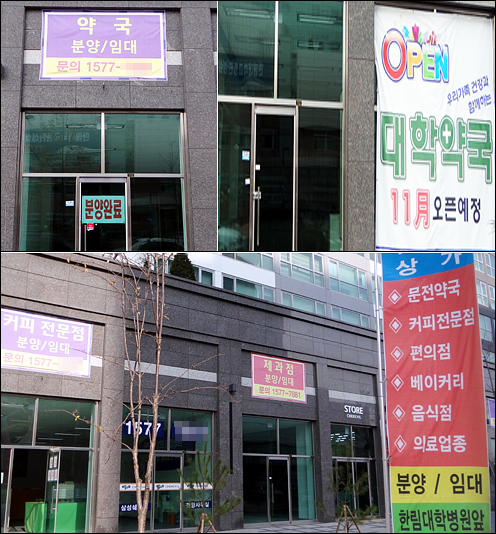 약 국
분양/임대
문의 1577-
분양완료
OPEN
우리가족 건강과
함께하는
대학약국
11月 오픈예정
커피 전문점
분양/임대
문의 1577-
1577
제과점
분양/임대
문의 1577-7081
STORE
상 가
문전약국
커피전문점
편의점
베이커리
음식점
의료업종
분양 / 임대
한림대학병원앞